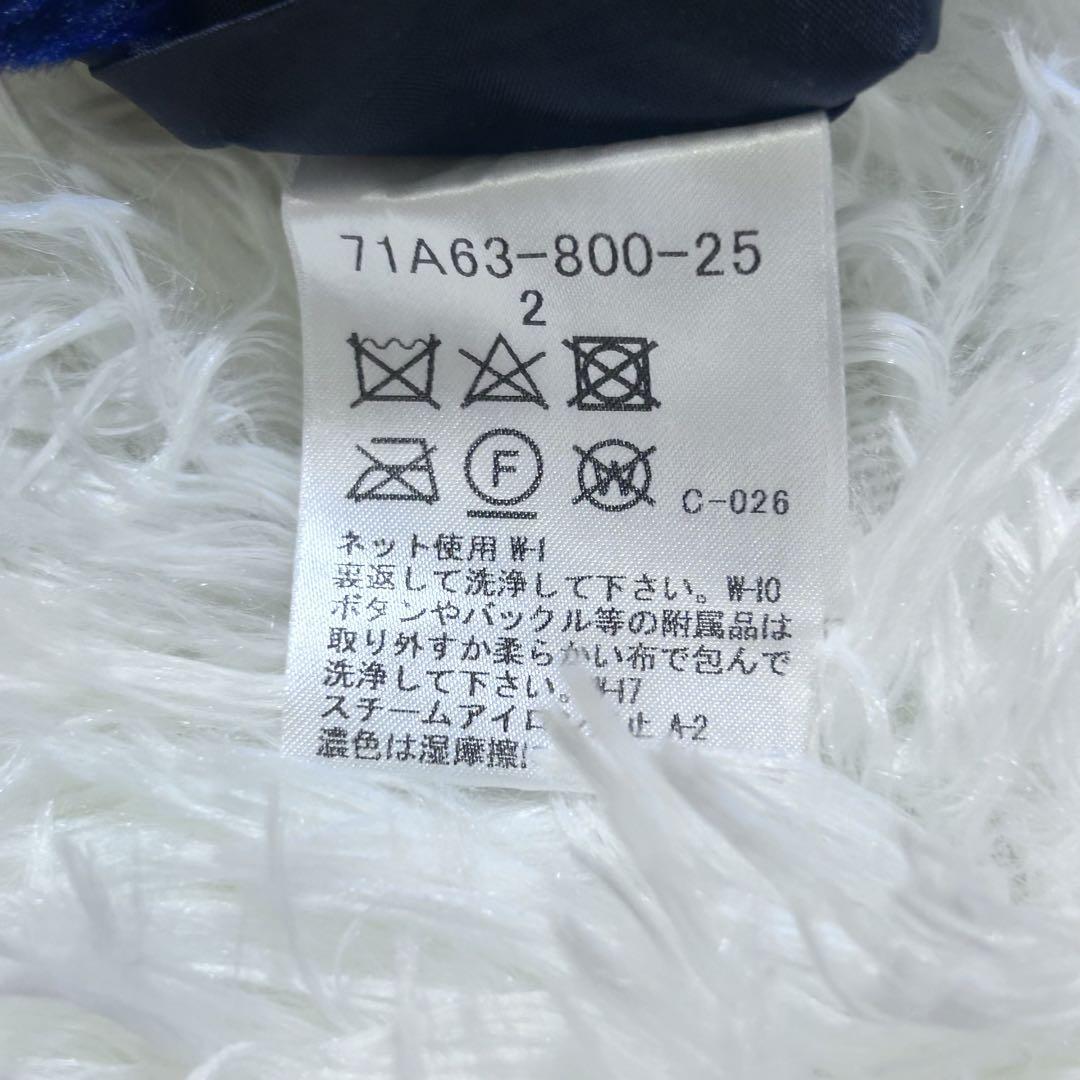 71A63-800-25
2
F
W
C-026
ネット使用 W-1
裏返して洗浄して下さい。W-10
ボタンやバックル等の附属品は
取り外すか柔らかい布で包んで
洗浄して下さい。
スチームアイロ 止 A-2
濃色は湿摩擦に